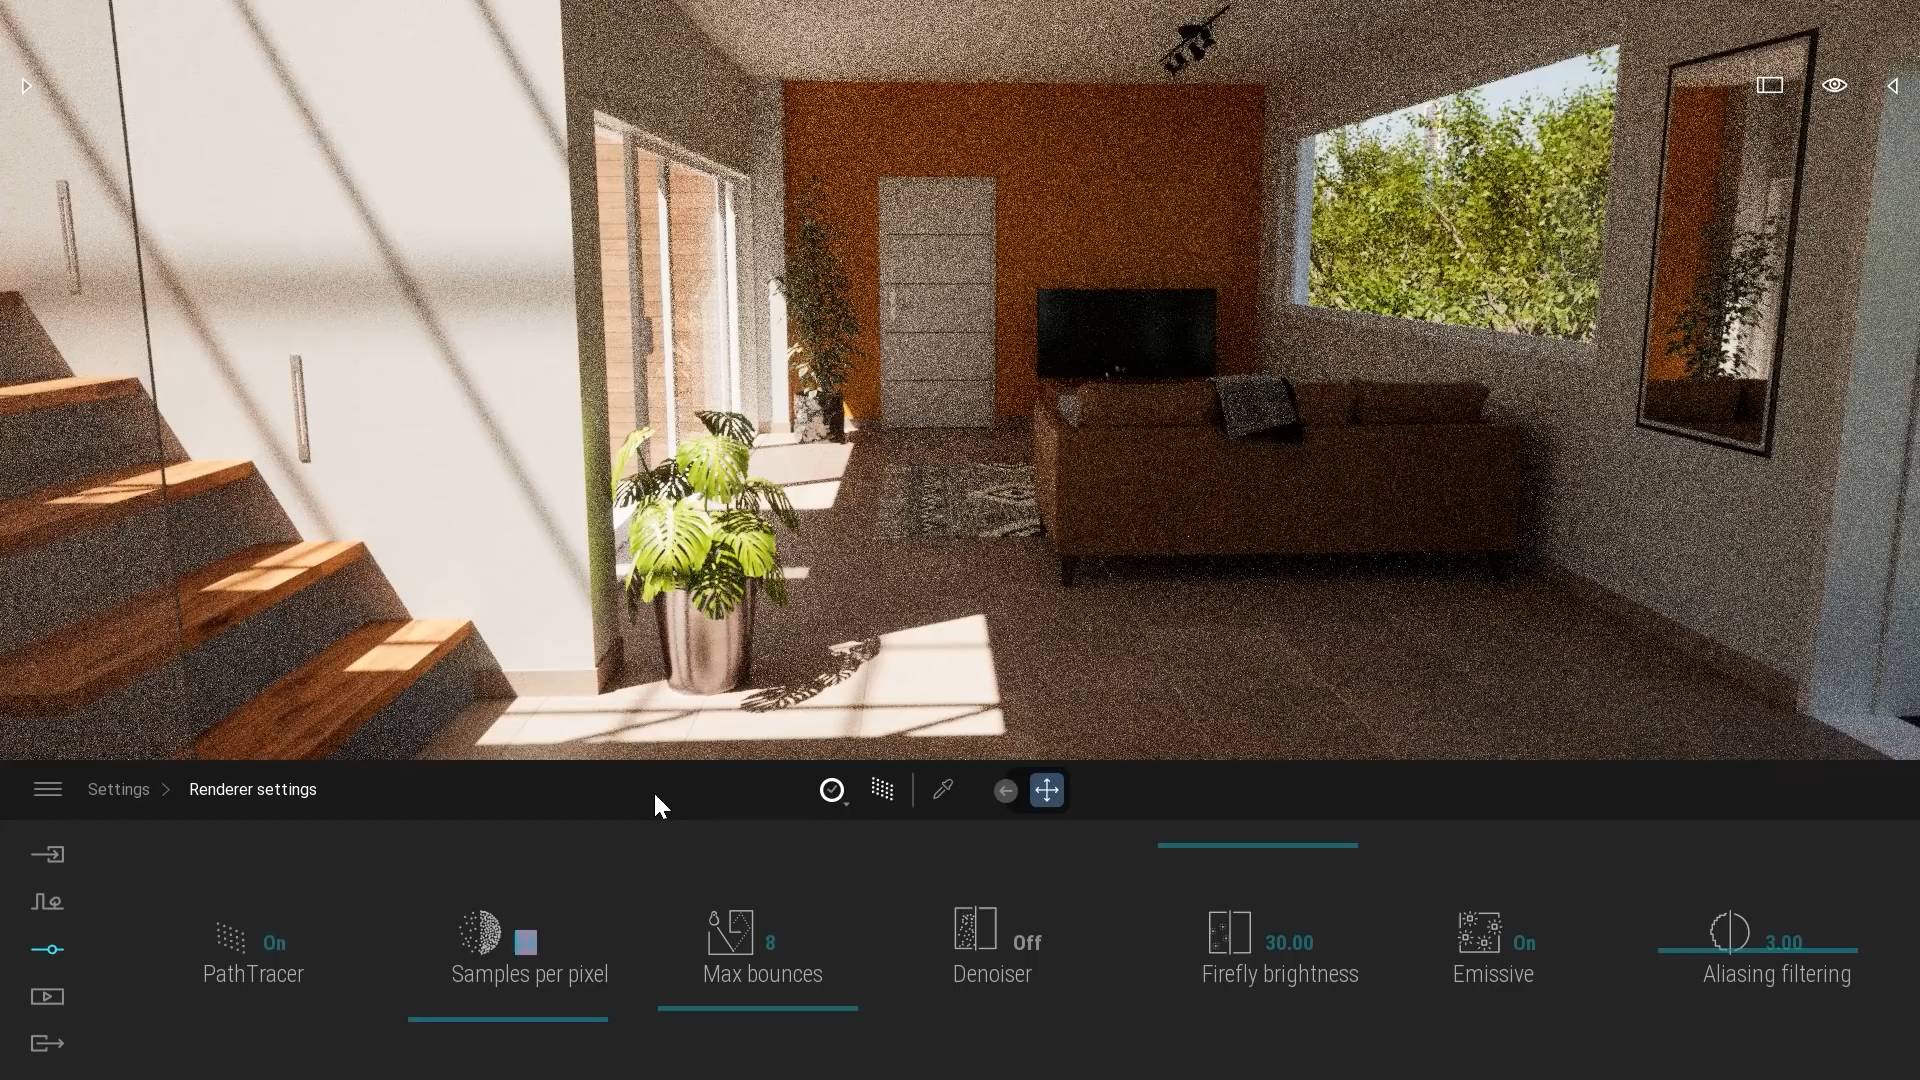 Settings
Renderer settings
On
8
Off
30.00
On
3.00
PathTracer
Samples per pixel
Max bounces
Denoiser
Firefly brightness
Emissive
Aliasing filtering